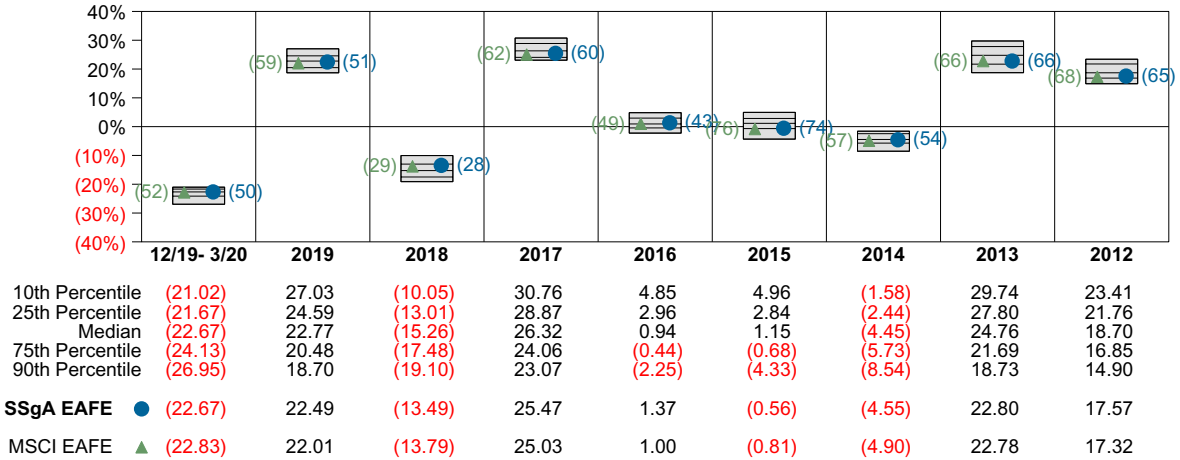 40%
30%
20%
10%
0%
(10%)
(20%)
(30%)
(40%)
(52) (50) (59) (51) (29) (28) (62) (60) (49) (43) (76) (74) (57) (54) (66) (66) (68) (65)
12/19- 3/20 2019 2018 2017 2016 2015 2014 2013 2012
10th Percentile (21.02) 27.03 (10.05) 30.76 4.85 4.96 (1.58) 29.74 23.41
25th Percentile (21.67) 24.59 (13.01) 28.87 2.96 2.84 (2.44) 27.80 21.76
Median (22.67) 22.77 (15.26) 26.32 0.94 1.15 (4.45) 24.76 18.70
75th Percentile (24.13) 20.48 (17.48) 24.06 (0.44) (0.68) (5.73) 21.69 16.85
90th Percentile (26.95) 18.70 (19.10) 23.07 (2.25) (4.33) (8.54) 18.73 14.90
SSgA EAFE (22.67) 22.49 (13.49) 25.47 1.37 (0.56) (4.55) 22.80 17.57
MSCI EAFE (22.83) 22.01 (13.79) 25.03 1.00 (0.81) (4.90) 22.78 17.32